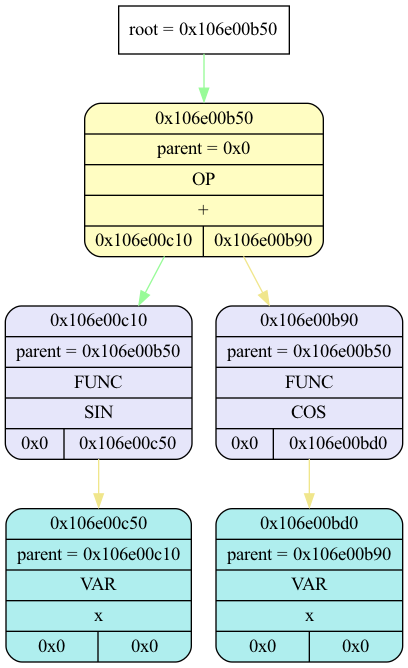 root = 0x106e00b50
0x106e00b50
parent = 0x0
OP
+
0x106e00c10 0x106e00b90
0x106e00c10
parent = 0x106e00b50
FUNC
SIN
0x0 0x106e00c50
0x106e00b90
parent = 0x106e00b50
FUNC
COS
0x0 0x106e00bd0
0x106e00c50
parent = 0x106e00c10
VAR
x
0x0 0x0
0x106e00bd0
parent = 0x106e00b90
VAR
x
0x0 0x0